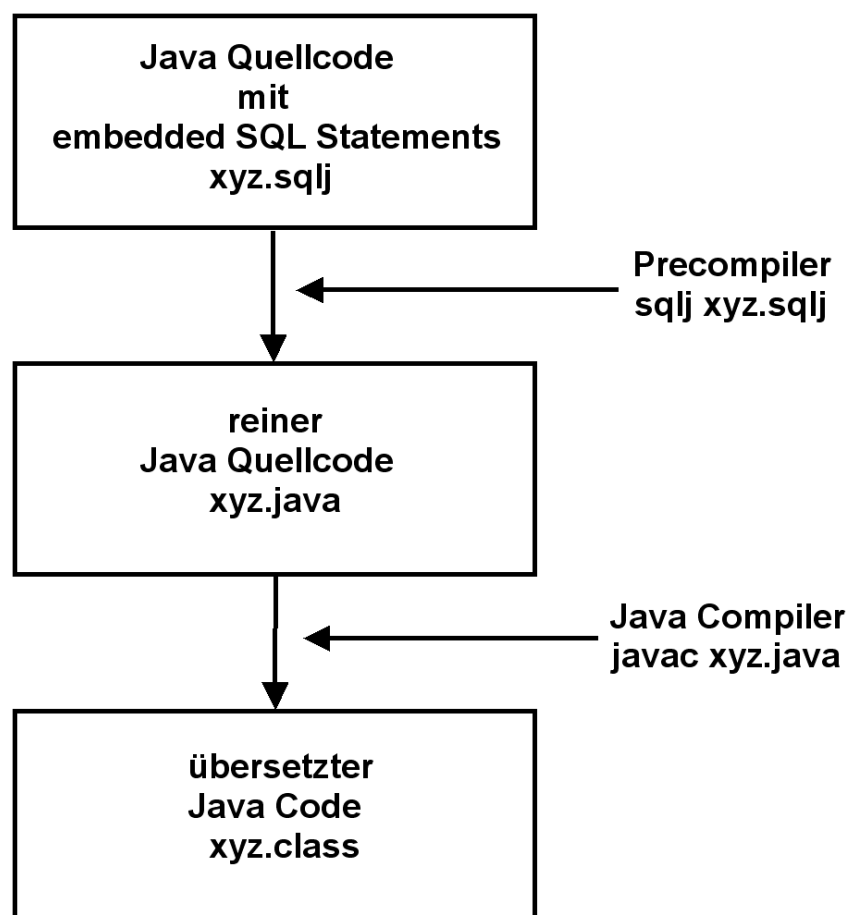 Java Quellcode
mit
embedded SQL Statements
xyz.sqlj
Precompiler
sqlj xyz.sqlj
reiner
Java Quellcode
xyz.java
Java Compiler
javac xyz.java
übersetzter
Java Code
xyz.class